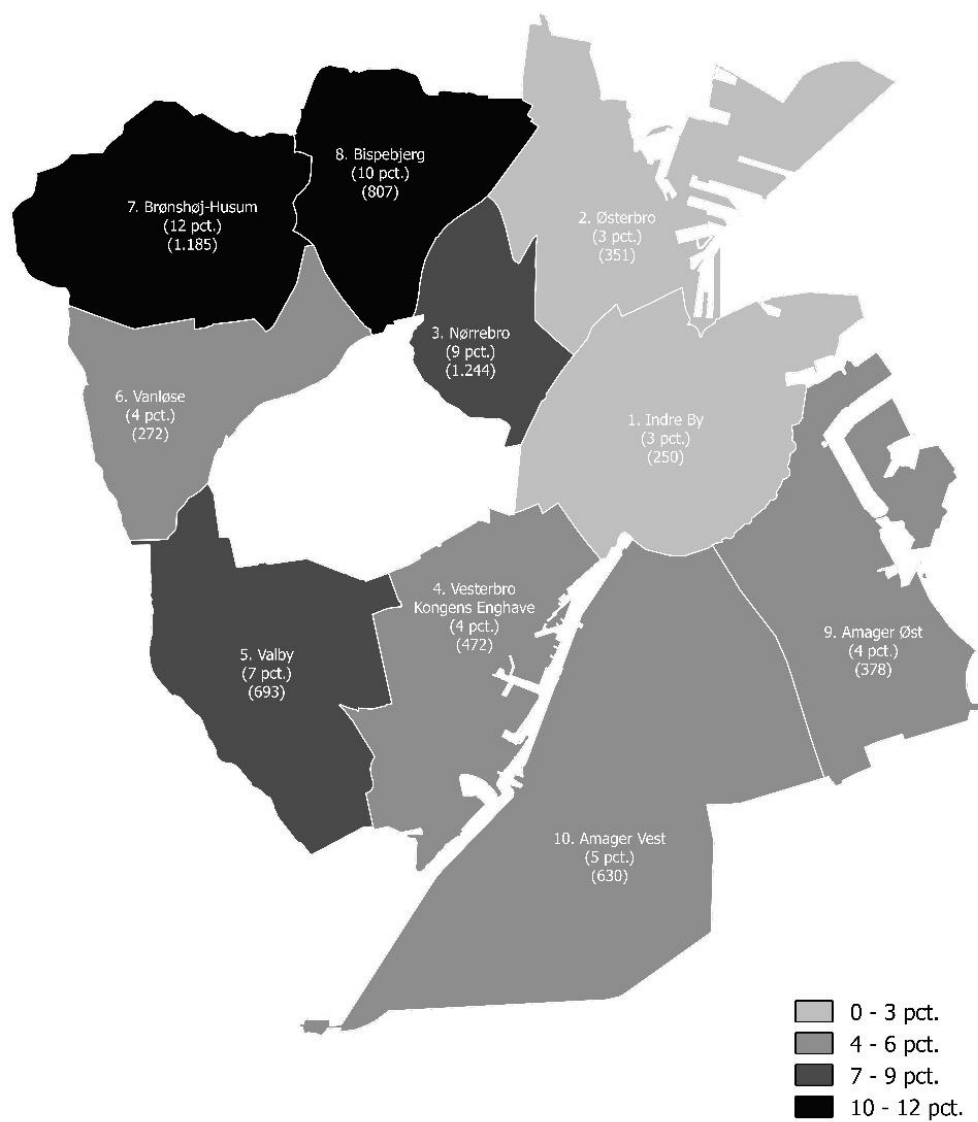 8. Bispebjerg
(10 pct.)
(807)
7. Brønshøj-Husum
(12 pct.)
(1.185)
2. Østerbro
(3 pct.)
(351)
3. Nørrebro
(9 pct.)
(1.244)
6. Vanløse
(4 pct.)
(272)
1. Indre By
(3 pct.)
(250)
4. Vesterbro
Kongens Enghave
(4 pct.)
(472)
9. Amager Øst
(4 pct.)
(378)
5. Valby
(7 pct.)
(693)
10. Amager Vest
(5 pct.)
(630)
0 - 3 pct.
4 - 6 pct.
7 - 9 pct.
10 - 12 pct.